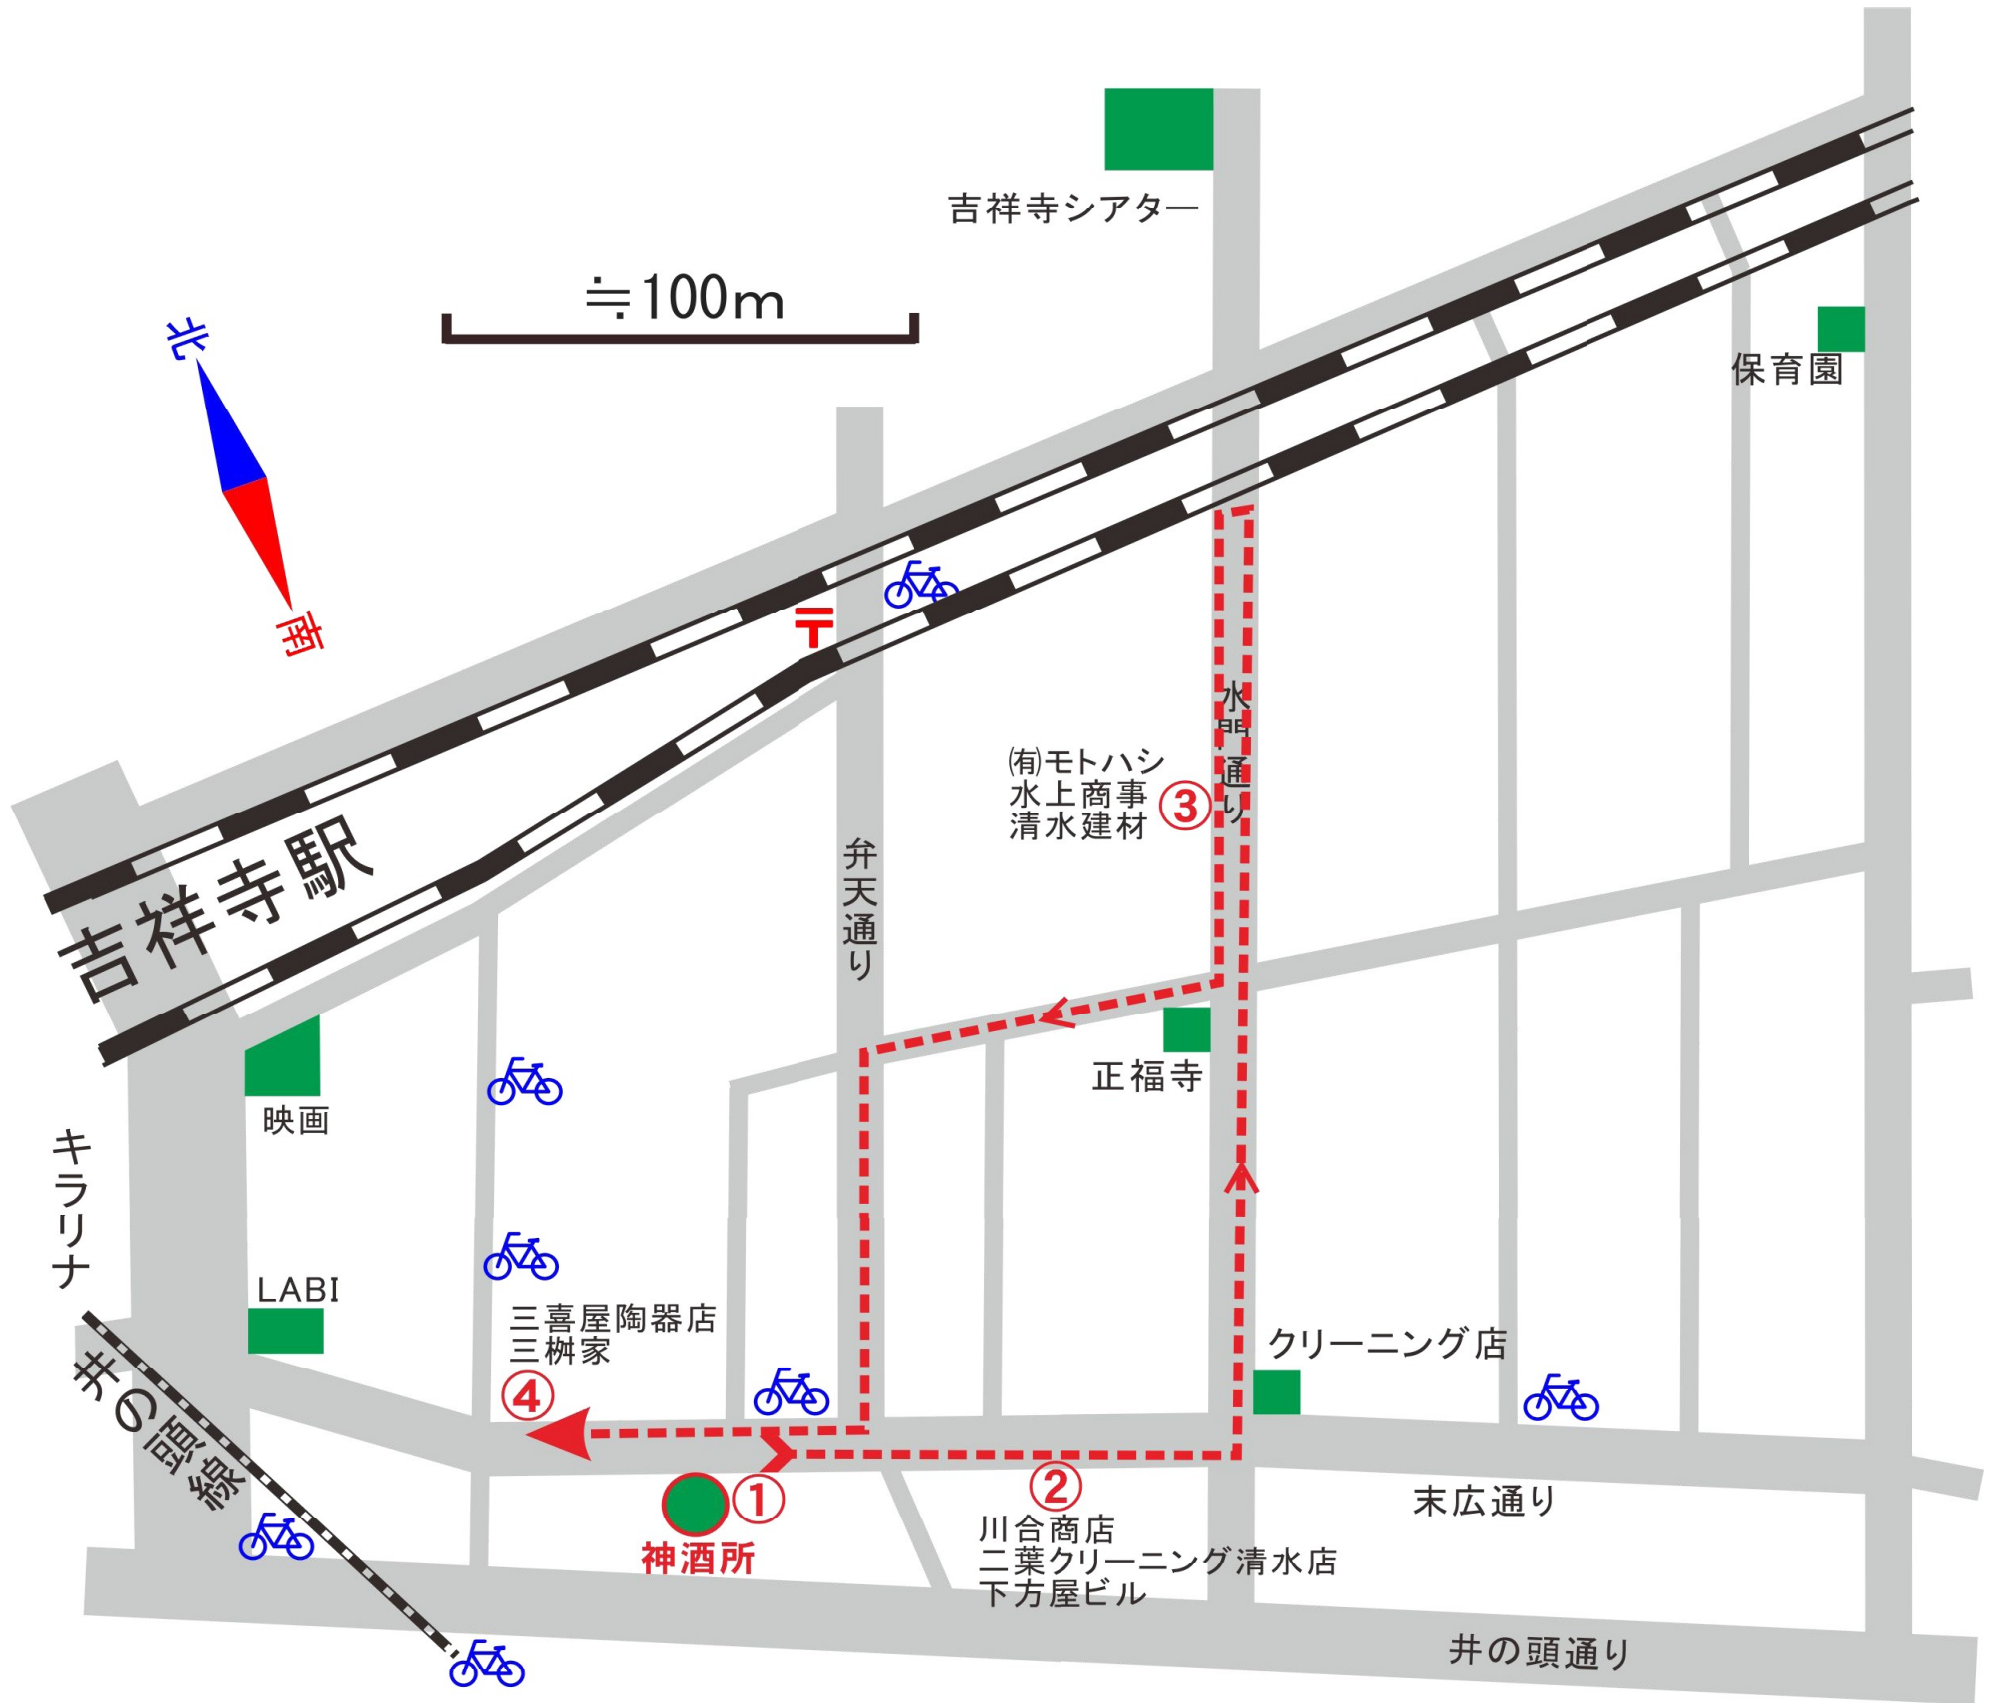 吉祥寺シアター
≒100m
北
南
保育園
〒
水門通り
㈲モトハシ
水上商事
清水建材
③
弁天通り
吉祥寺駅
映画
正福寺
キラリナ
LABI
三喜屋陶器店
三桝家
④
クリーニング店
井の頭線
①
神酒所
②
川合商店
二葉クリーニング清水店
下方屋ビル
末広通り
井の頭通り